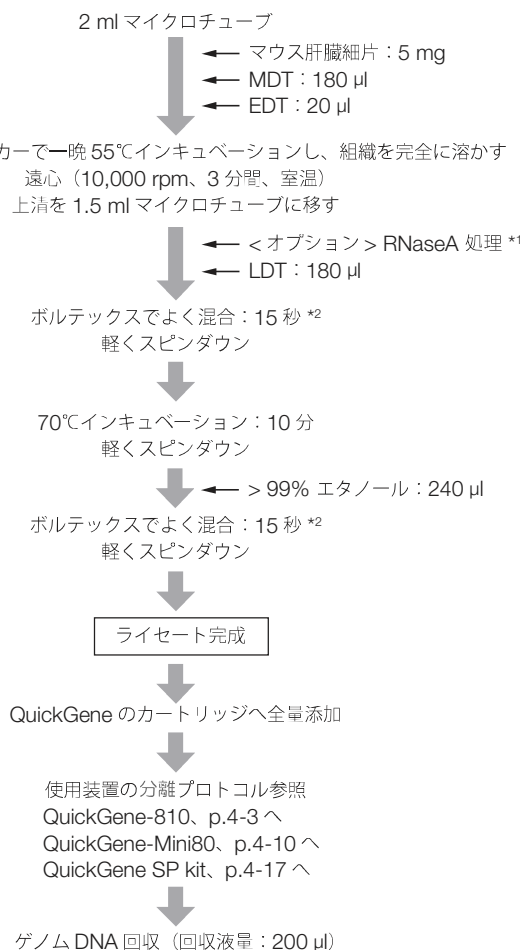 2 ml マイクロチューブ
マウス肝臓細片：5 mg
MDT：180 µl
EDT：20 µl
カーで一晩 55℃インキュベーションし、組織を完全に溶かす
遠心（10,000 rpm、3 分間、室温）
上清を 1.5 ml マイクロチューブに移す
< オプション > RNaseA 処理 *1
LDT：180 µl
ボルテックスでよく混合：15 秒 *2
軽くスピンダウン
70℃インキュベーション：10 分
軽くスピンダウン
> 99% エタノール：240 µl
ボルテックスでよく混合：15 秒 *2
軽くスピンダウン
ライセート完成
QuickGene のカートリッジへ全量添加
使用装置の分離プロトコル参照
QuickGene-810、p.4-3 へ
QuickGene-Mini80、p.4-10 へ
QuickGene SP kit、p.4-17 へ
ゲノム DNA 回収（回収液量：200 µl）